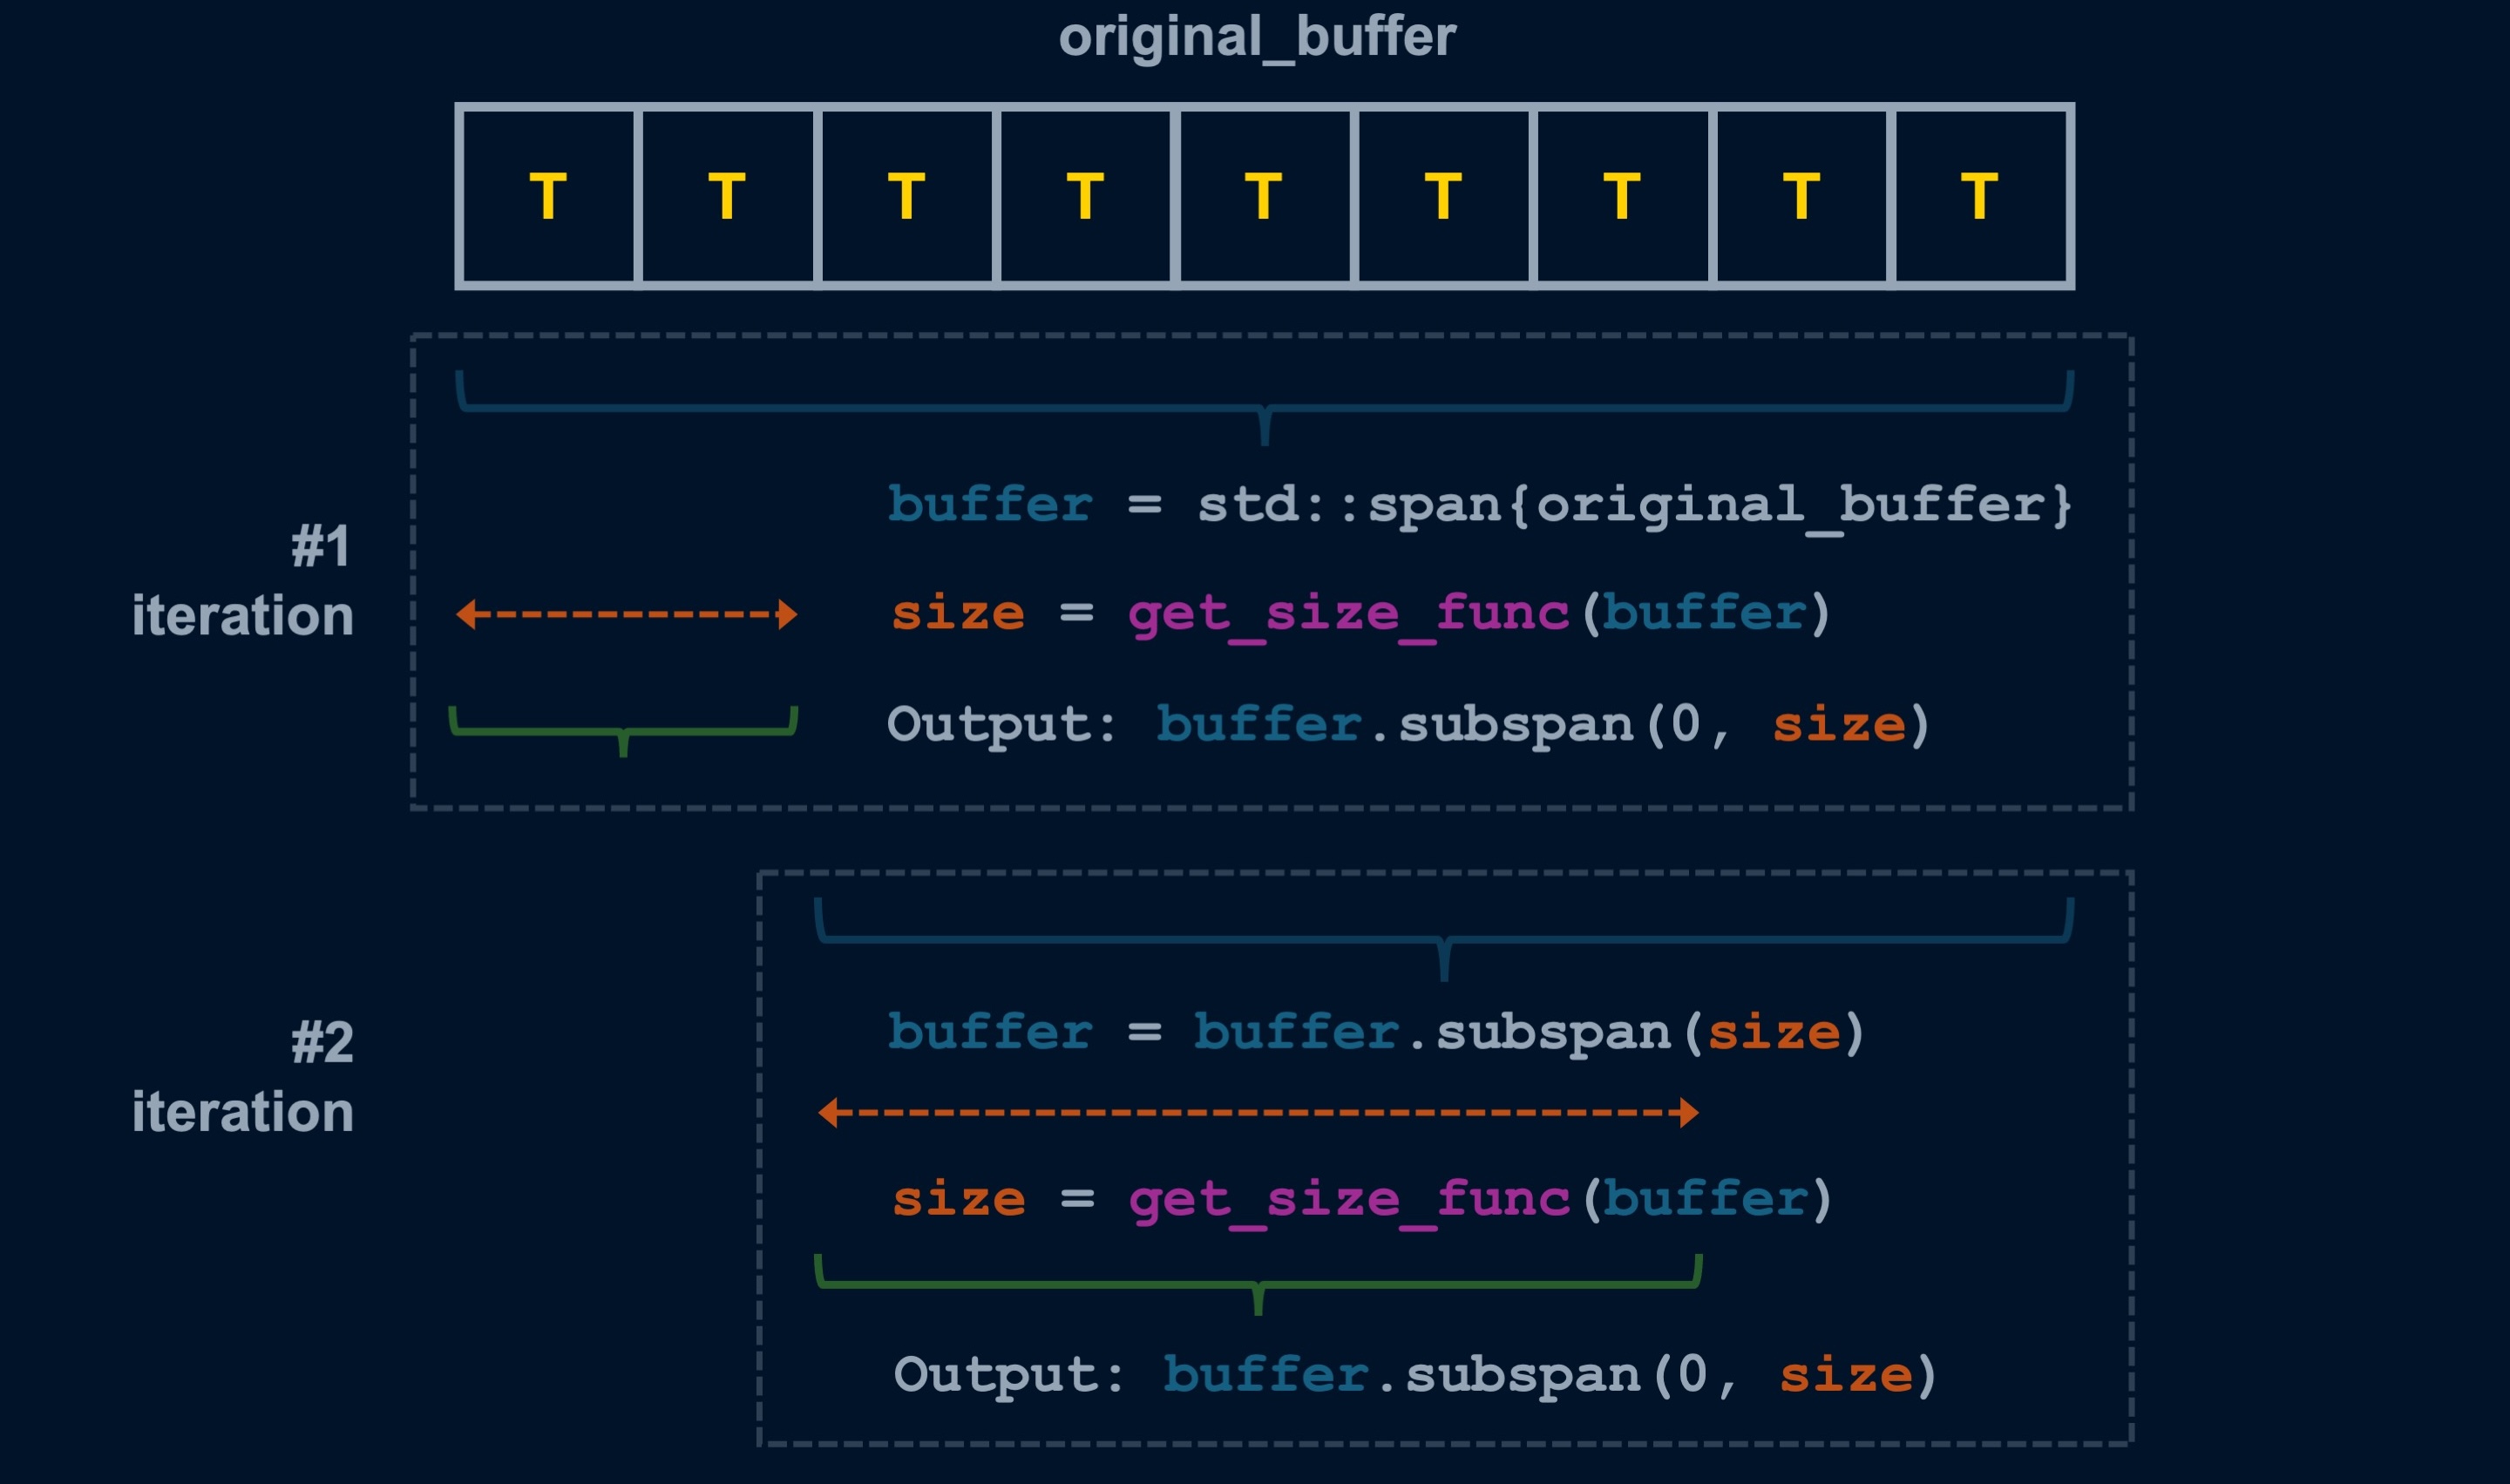 original_buffer
T T T T T T T T T
buffer = std::span{original_buffer}
#1
iteration
size = get_size_func(buffer)
Output: buffer.subspan(0, size)
buffer = buffer.subspan(size)
#2
iteration
size = get_size_func(buffer)
Output: buffer.subspan(0, size)